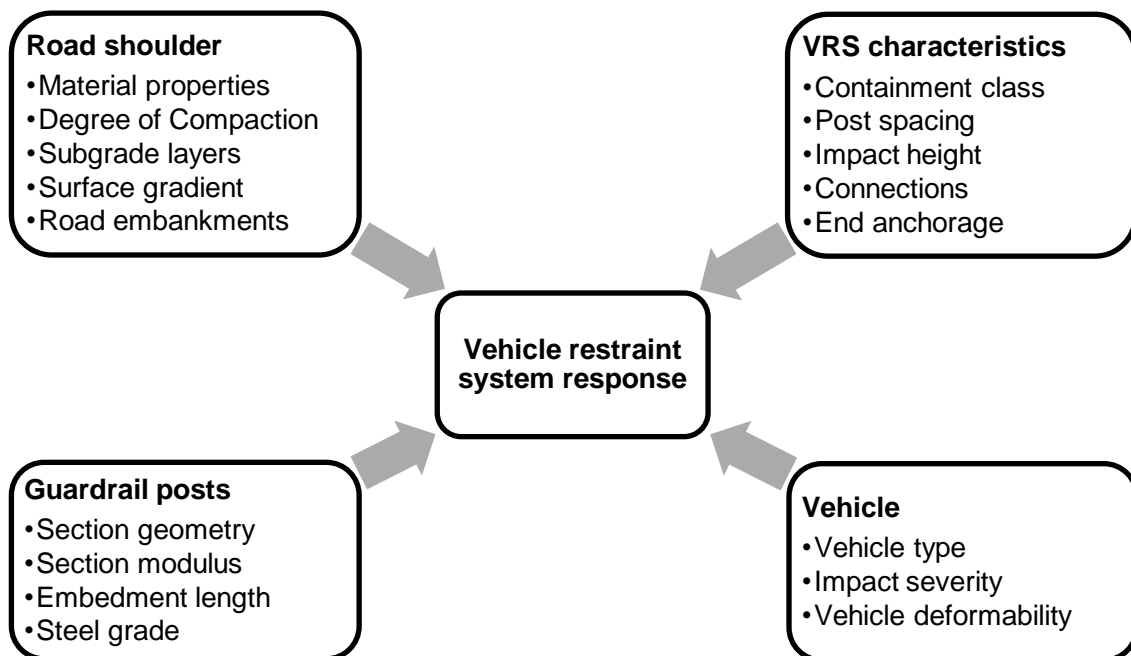 Road shoulder
•Material properties
•Degree of Compaction
•Subgrade layers
•Surface gradient
•Road embankments
VRS characteristics
•Containment class
•Post spacing
•Impact height
•Connections
•End anchorage
Vehicle restraint
system response
Guardrail posts
•Section geometry
•Section modulus
•Embedment length
•Steel grade
Vehicle
•Vehicle type
•Impact severity
•Vehicle deformability